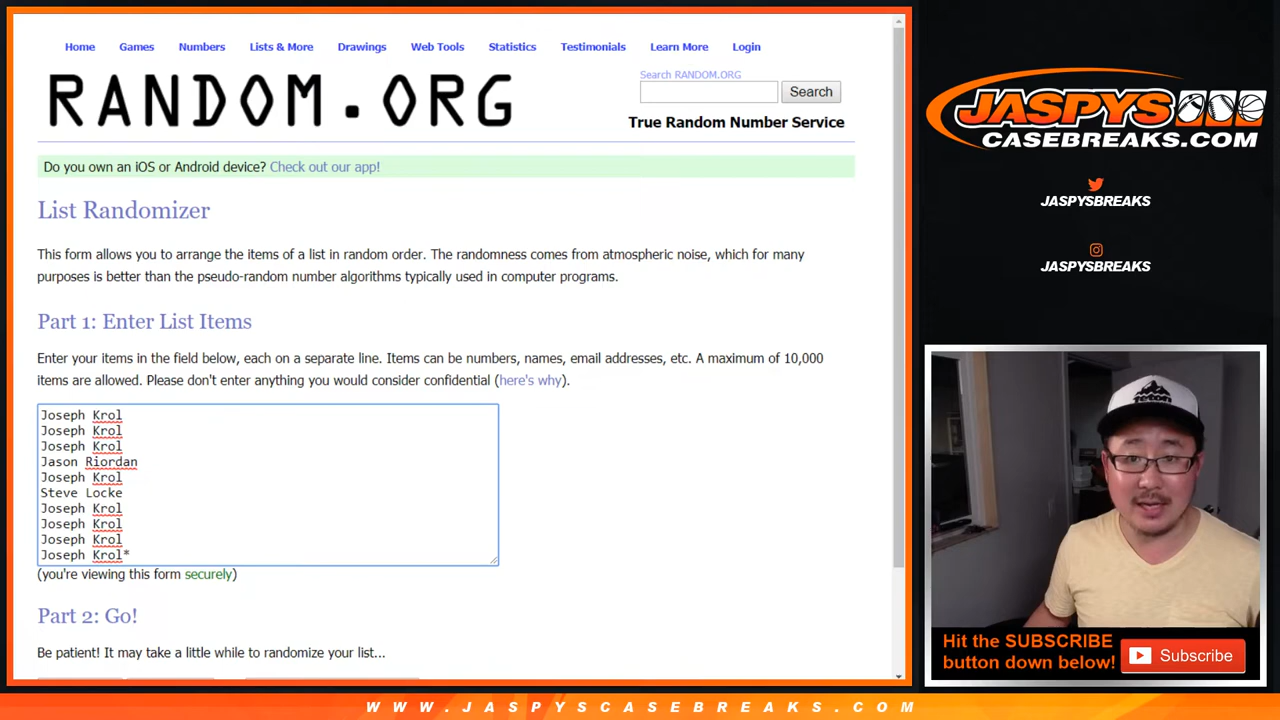 Home Games Numbers Lists & More Drawings Web Tools Statistics Testimonials Learn More Login
RANDOM.ORG
Search RANDOM.ORG
Search
True Random Number Service
Do you own an iOS or Android device? Check out our app!
List Randomizer
This form allows you to arrange the items of a list in random order. The randomness comes from atmospheric noise, which for many
purposes is better than the pseudo-random number algorithms typically used in computer programs.
Part 1: Enter List Items
Enter your items in the field below, each on a separate line. Items can be numbers, names, email addresses, etc. A maximum of 10,000
items are allowed. Please don't enter anything you would consider confidential (here's why).
Joseph Krol
Joseph Krol
Joseph Krol
Jason Riordan
Joseph Krol
Steve Locke
Joseph Krol
Joseph Krol
Joseph Krol
Joseph Krol*
(you're viewing this form securely)
Part 2: Go!
Be patient! It may take a little while to randomize your list...
JASPYS
CASEBREAKS.COM
JASPYSBREAKS
JASPYSBREAKS
Hit the SUBSCRIBE
button down below!
Subscribe
WWW.JASPYSCASEBREAKS.COM